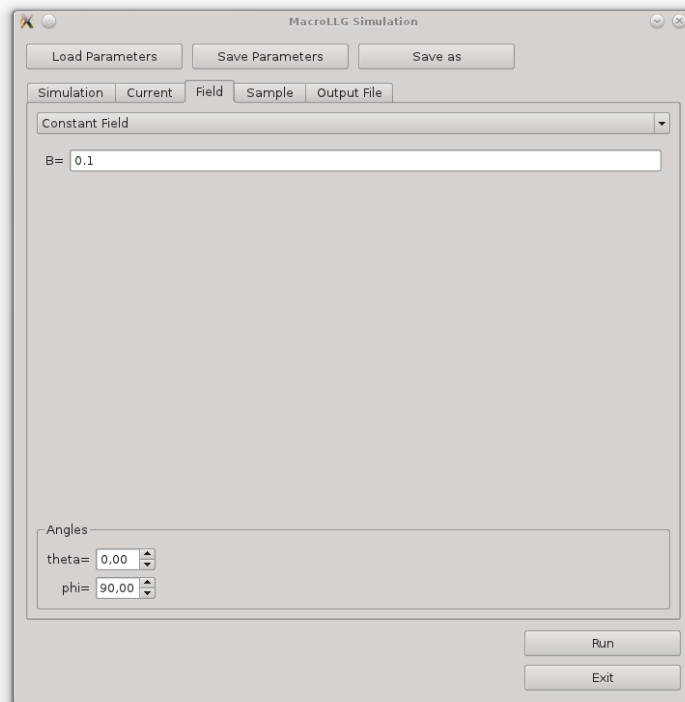 MacroLLG Simulation
Load Parameters Save Parameters Save as
Simulation Current Field Sample Output File
Constant Field
B= 0.1
Angles
theta= 0,00
phi= 90,00
Run
Exit